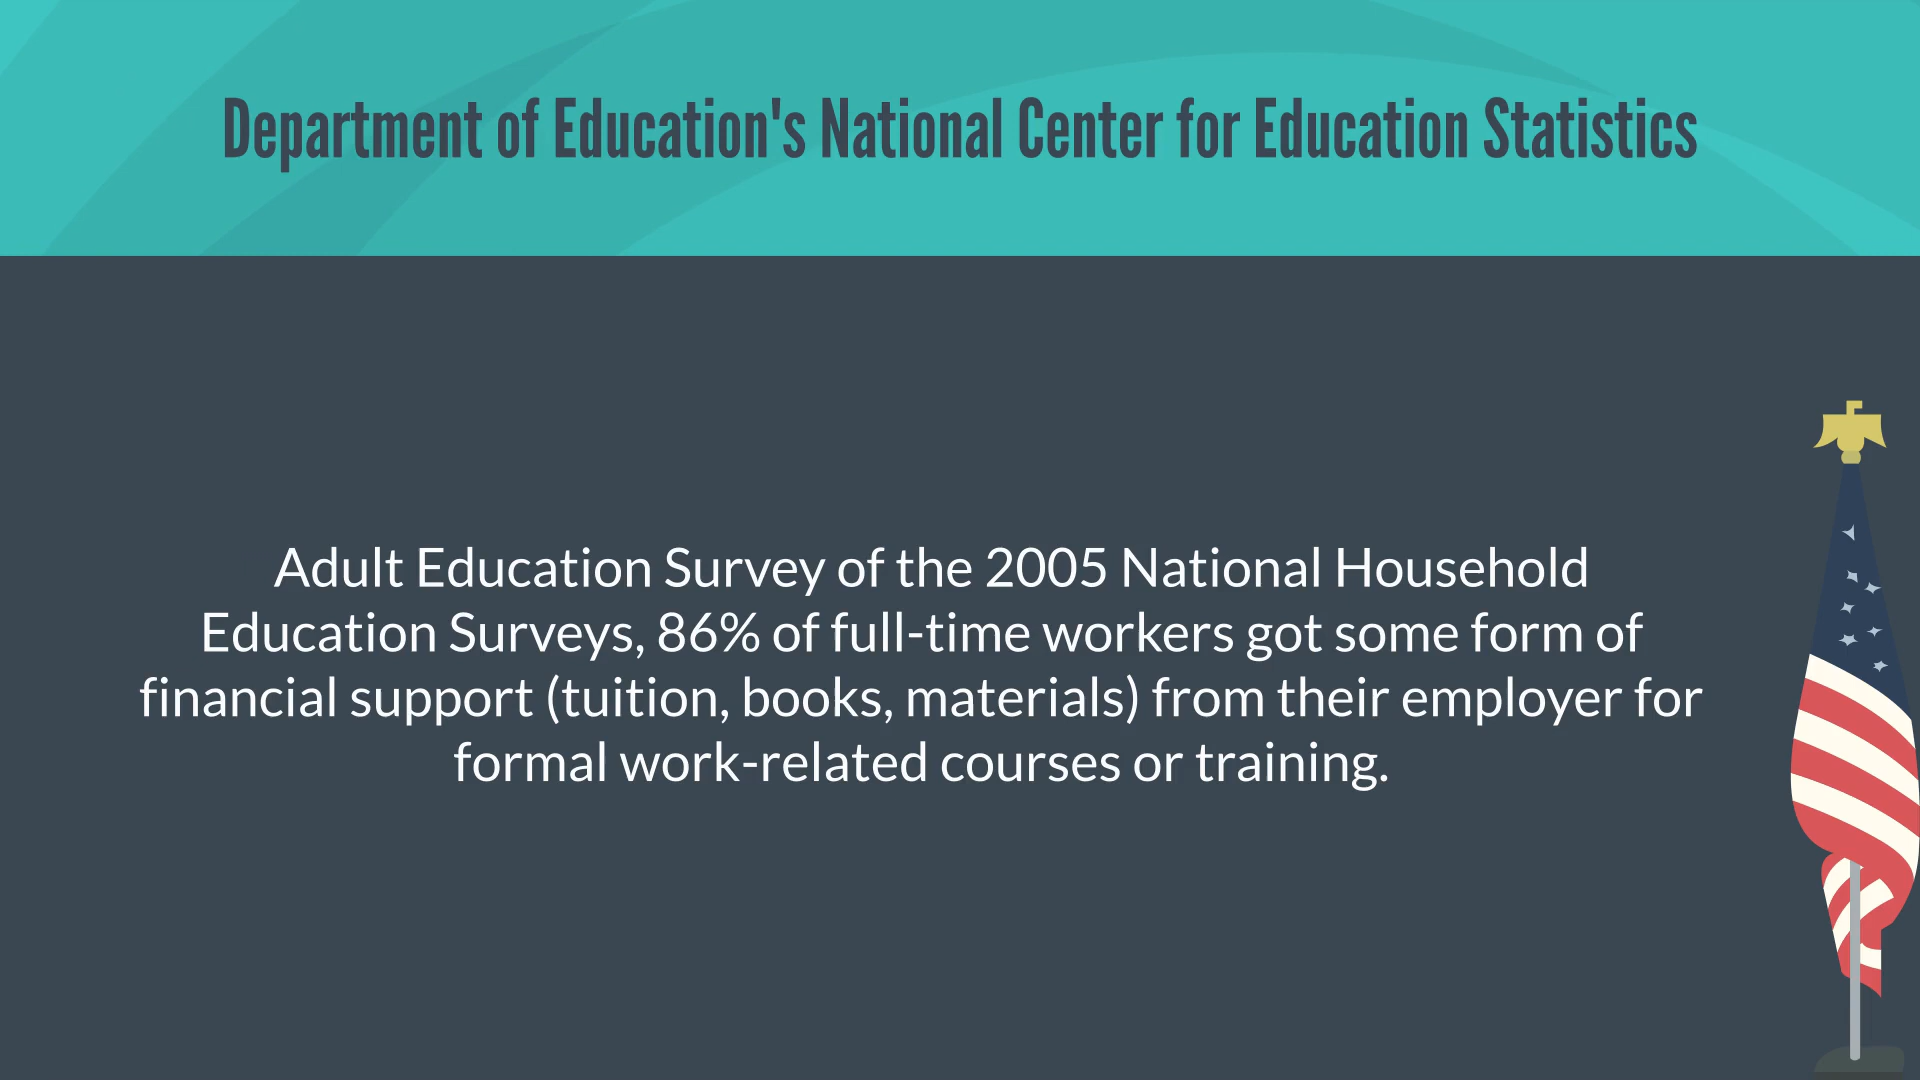 Department of Education's National Center for Education Statistics
Adult Education Survey of the 2005 National Household
Education Surveys, 86% of full-time workers got some form of
financial support (tuition, books, materials) from their employer for
formal work-related courses or training.